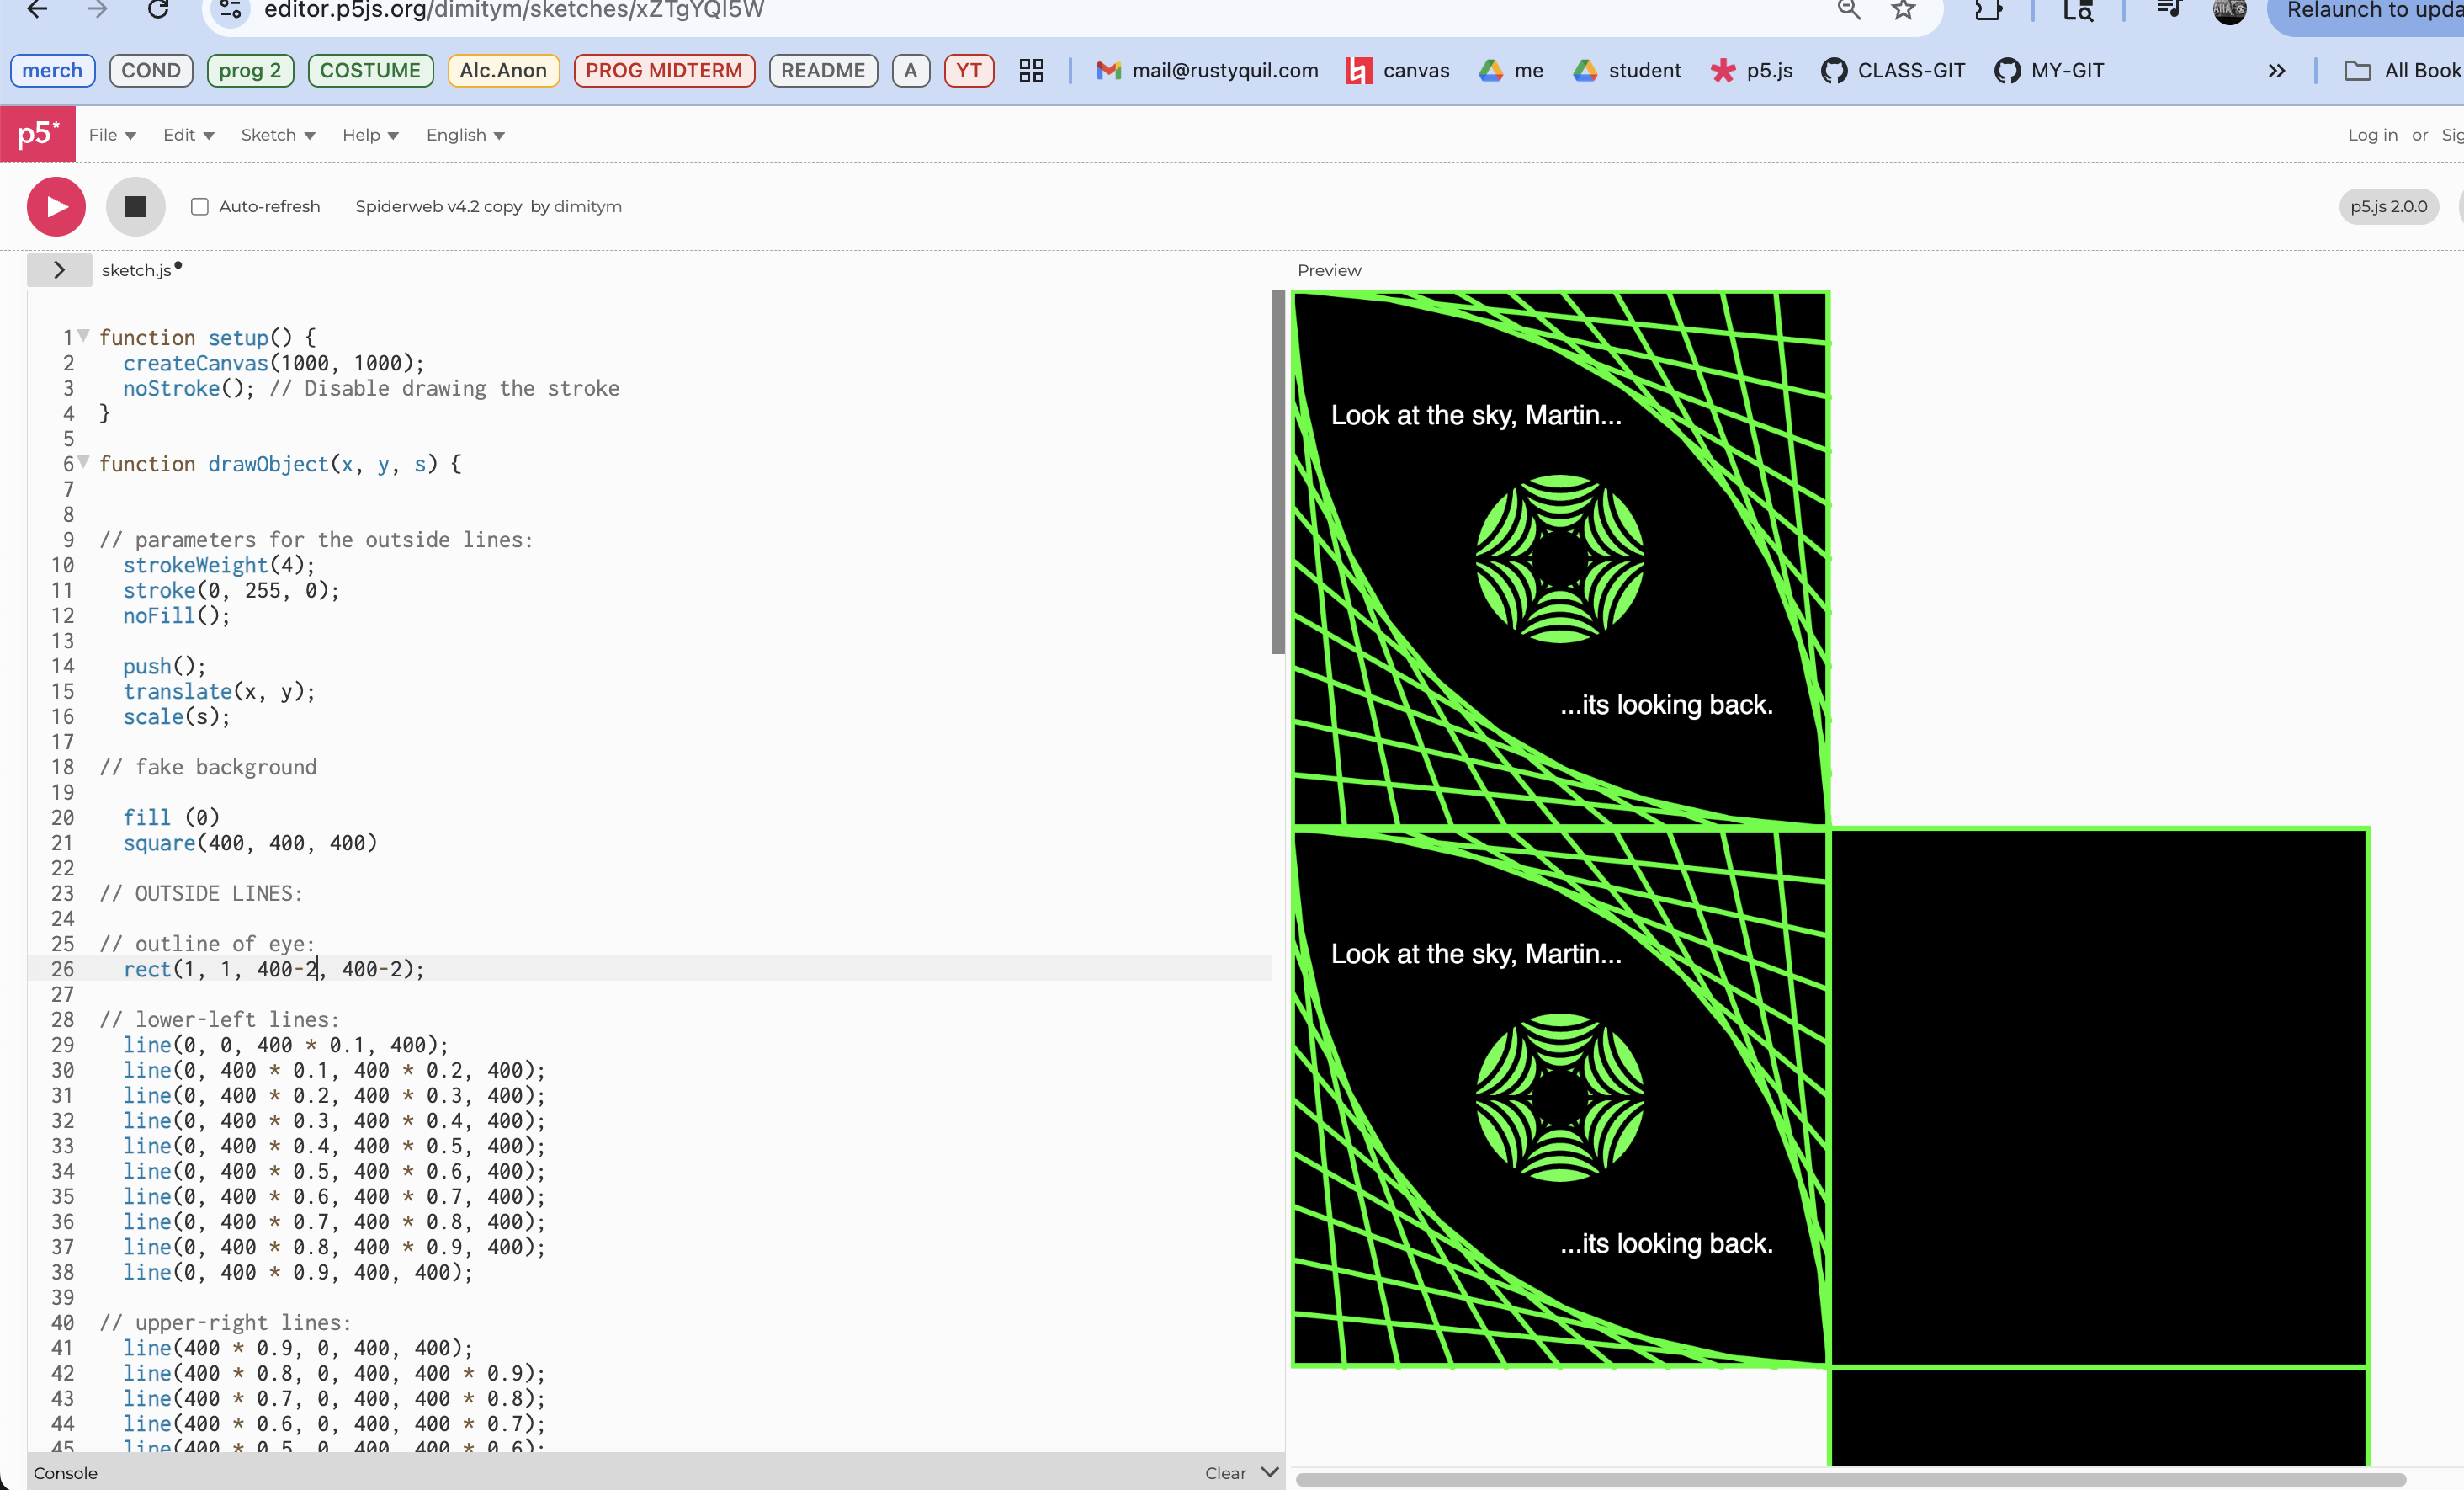 editor.p5js.org/dimitym/sketches/xZTgYQl5W
Relaunch to upda
merch COND prog 2 COSTUME Alc.Anon PROG MIDTERM README A YT mail@rustyquil.com canvas me student p5.js CLASS-GIT MY-GIT All Book
p5* File Edit Sketch Help English Log in or Sig
Auto-refresh Spiderweb v4.2 copy by dimitym p5.js 2.0.0
sketch.js Preview
1 function setup() {
2 createCanvas(1000, 1000);
3 noStroke(); // Disable drawing the stroke
4 }
5
6 function drawObject(x, y, s) {
7
8
9 // parameters for the outside lines:
10 strokeWeight(4);
11 stroke(0, 255, 0);
12 noFill();
13
14 push();
15 translate(x, y);
16 scale(s);
17
18 // fake background
19
20 fill (0)
21 square(400, 400, 400)
22
23 // OUTSIDE LINES:
24
25 // outline of eye:
26 rect(1, 1, 400-2, 400-2);
27
28 // lower-left lines:
29 line(0, 0, 400 * 0.1, 400);
30 line(0, 400 * 0.1, 400 * 0.2, 400);
31 line(0, 400 * 0.2, 400 * 0.3, 400);
32 line(0, 400 * 0.3, 400 * 0.4, 400);
33 line(0, 400 * 0.4, 400 * 0.5, 400);
34 line(0, 400 * 0.5, 400 * 0.6, 400);
35 line(0, 400 * 0.6, 400 * 0.7, 400);
36 line(0, 400 * 0.7, 400 * 0.8, 400);
37 line(0, 400 * 0.8, 400 * 0.9, 400);
38 line(0, 400 * 0.9, 400, 400);
39
40 // upper-right lines:
41 line(400 * 0.9, 0, 400, 400);
42 line(400 * 0.8, 0, 400, 400 * 0.9);
43 line(400 * 0.7, 0, 400, 400 * 0.8);
44 line(400 * 0.6, 0, 400, 400 * 0.7);
45 line(400 * 0.5, 0, 400, 400 * 0.6);
Look at the sky, Martin...
...its looking back.
Look at the sky, Martin...
...its looking back.
Console Clear